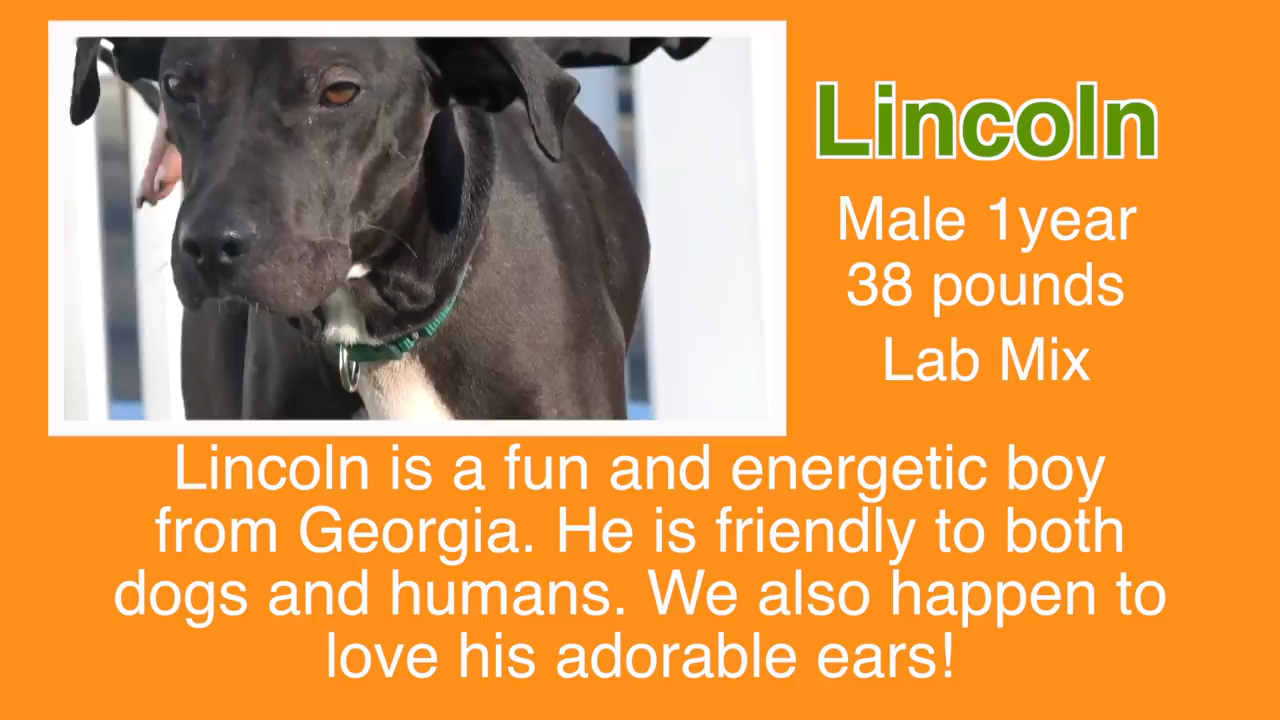 Lincoln
Male 1year
38 pounds
Lab Mix
Lincoln is a fun and energetic boy
from Georgia. He is friendly to both
dogs and humans. We also happen to
love his adorable ears!